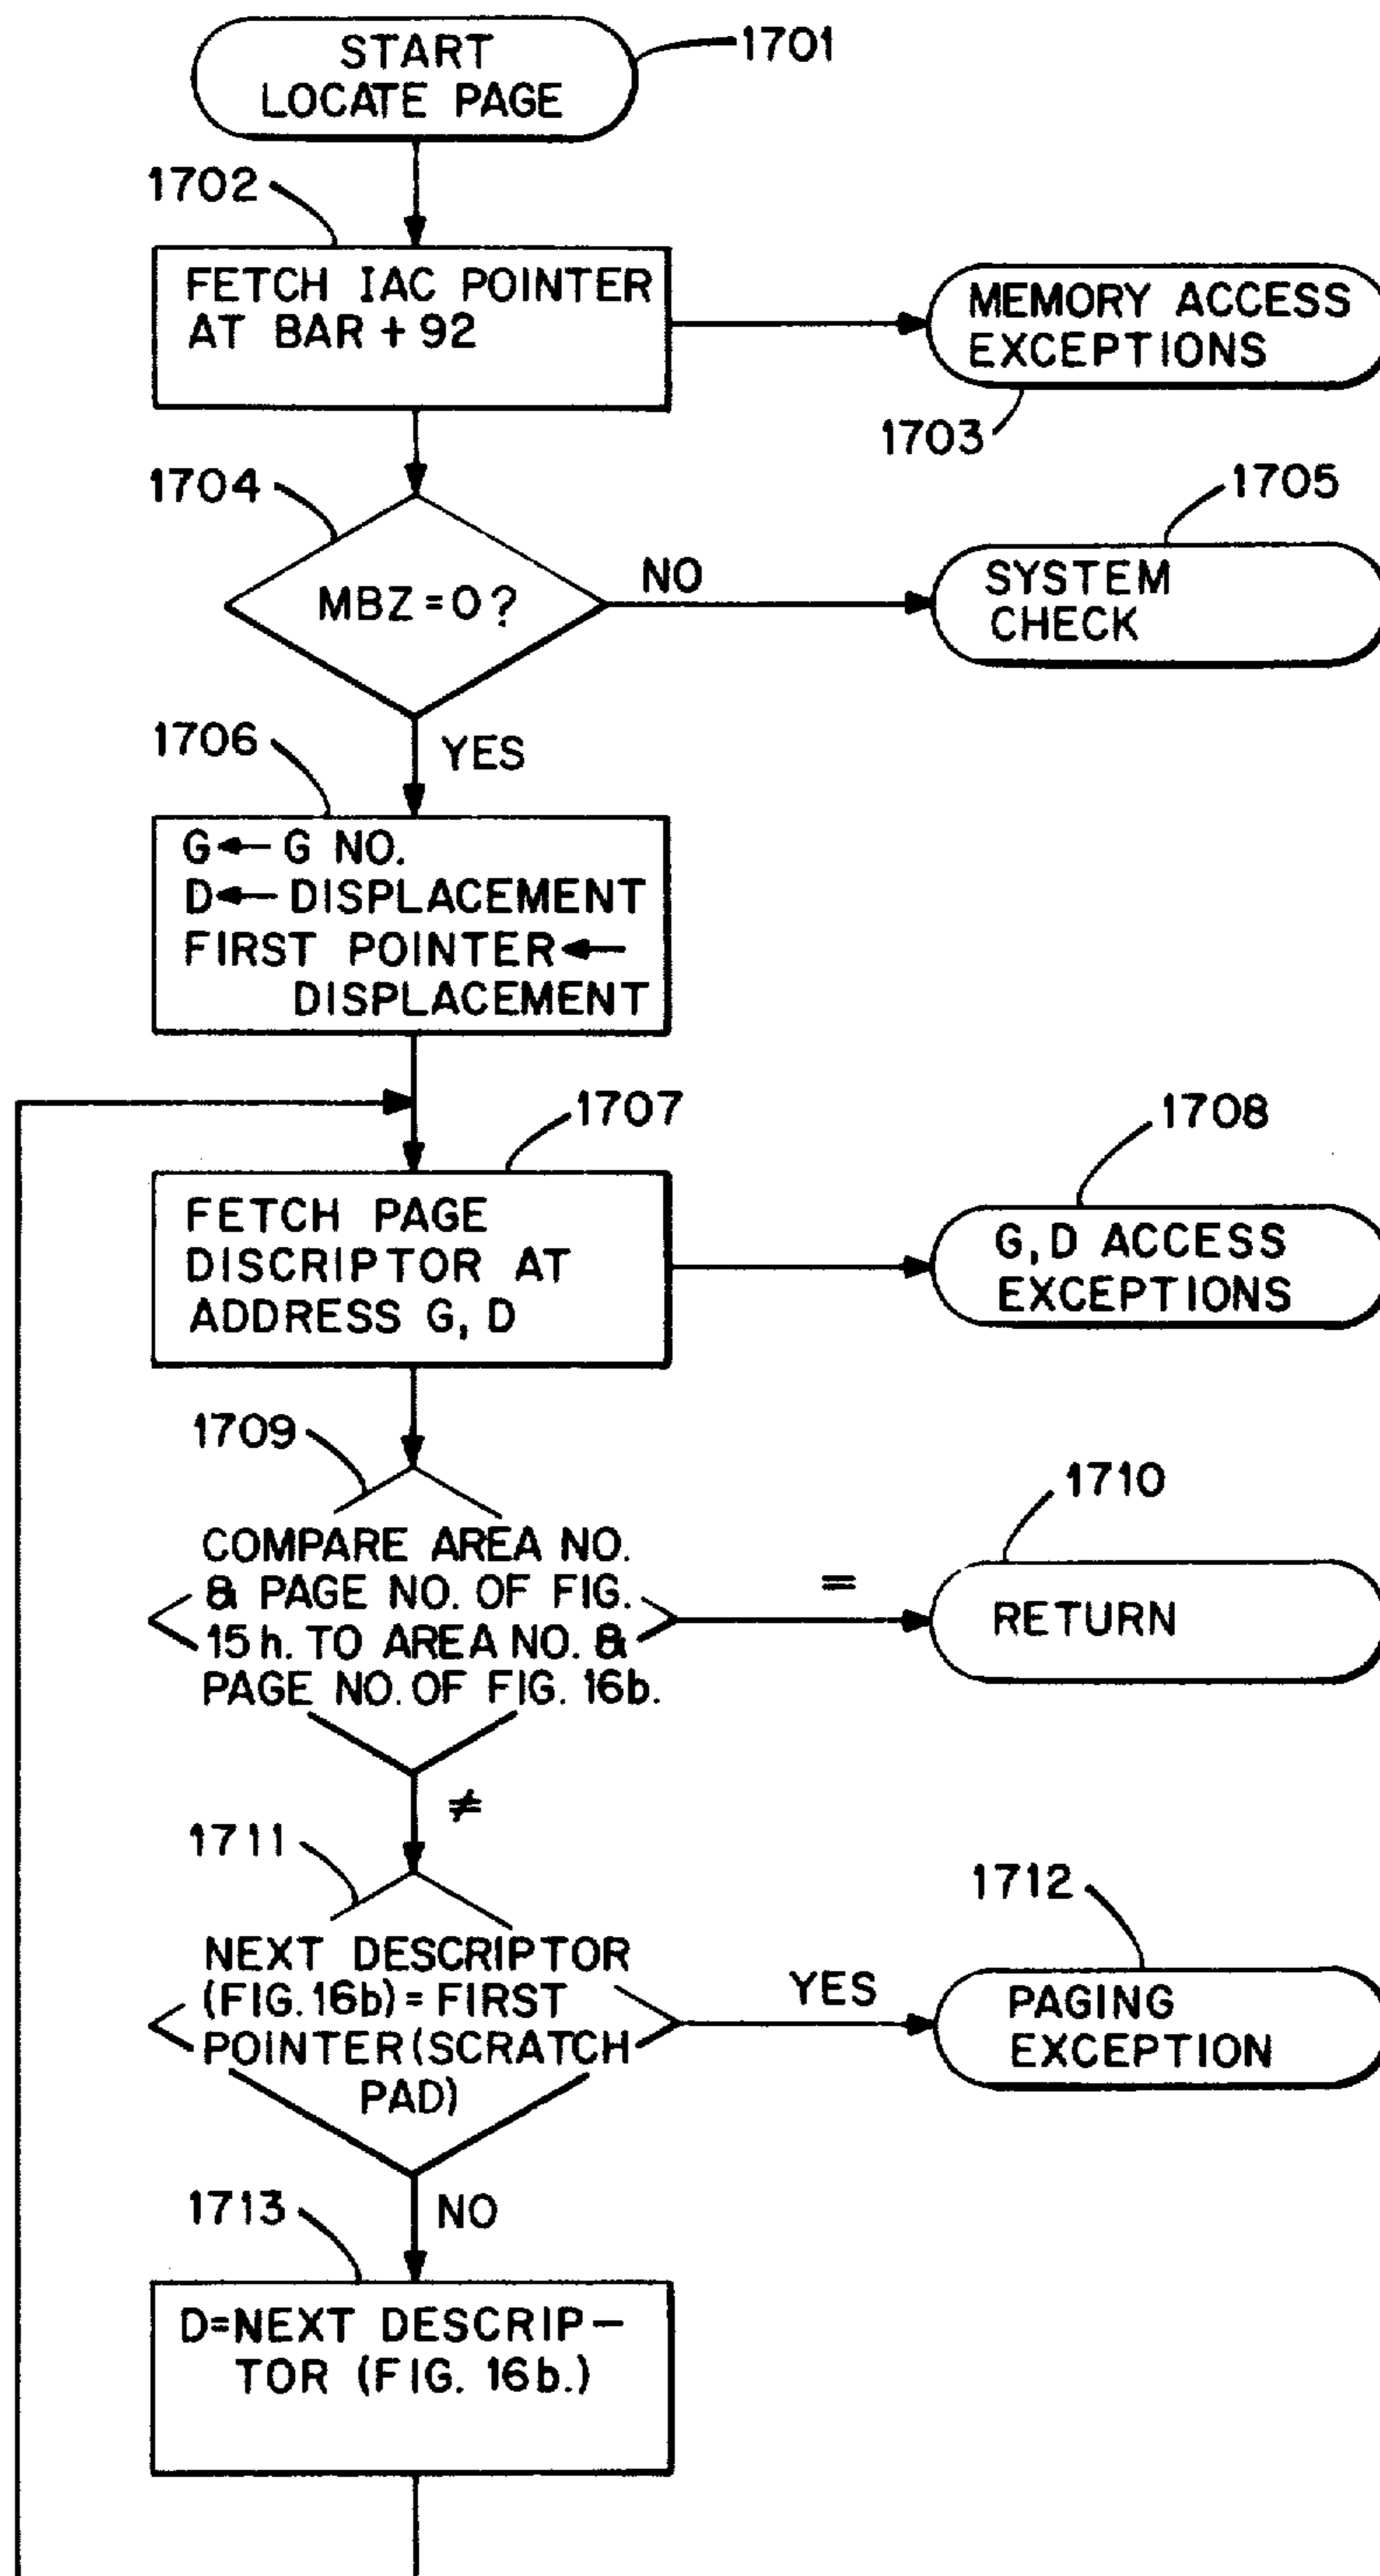 START
LOCATE PAGE
1701
1702
FETCH IAC POINTER
AT BAR + 92
MEMORY ACCESS
EXCEPTIONS
1703
1704
MBZ = 0 ?
NO
1705
SYSTEM
CHECK
YES
1706
G ← G NO.
D ← DISPLACEMENT
FIRST POINTER ←
DISPLACEMENT
1707
FETCH PAGE
DISCRIPTOR AT
ADDRESS G, D
1708
G, D ACCESS
EXCEPTIONS
1709
COMPARE AREA NO.
& PAGE NO. OF FIG.
15h. TO AREA NO. &
PAGE NO. OF FIG. 16b.
=
1710
RETURN
≠
1711
NEXT DESCRIPTOR
(FIG. 16b) = FIRST
POINTER (SCRATCH
PAD)
YES
1712
PAGING
EXCEPTION
NO
1713
D=NEXT DESCRIP-
TOR (FIG. 16b.)